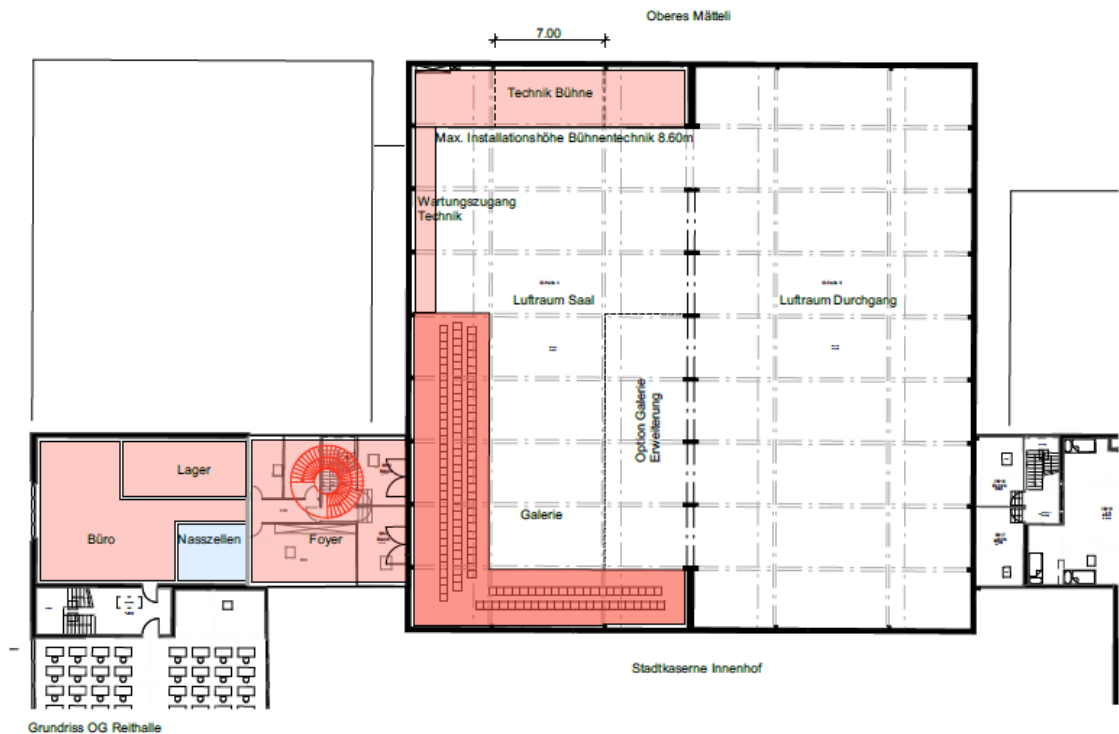 Oberes Mätteli
7.00
Technik Bühne
Max. Installationshöhe Bühnentechnik 8.60m
Wartungszugang
Technik
Luftraum Saal
Luftraum Durchgang
Option Galerie
Erweiterung
Lager
Galerie
Büro
Nasszellen
Foyer
Stadtkaserne Innenhof
Grundriss OG Reithalle